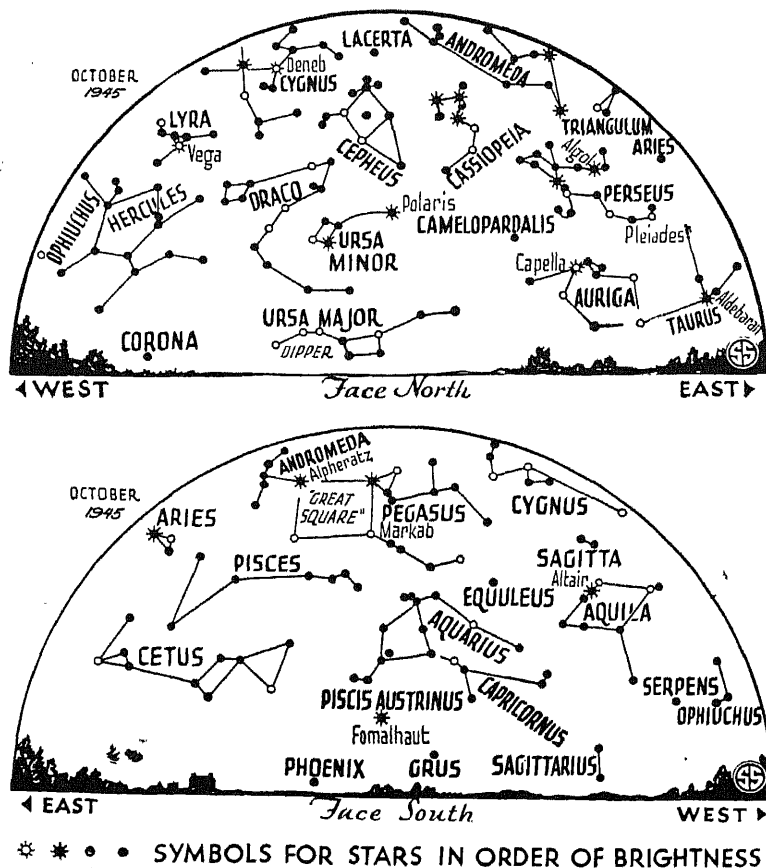 LACERTA
ANDROMEDA
OCTOBER
1945
Deneb
CYGNUS
LYRA
Vega
CEPHEUS
CASSIOPEIA
TRIANGULUM
ARIES
Algol
HERCULES
DRACO
PERSEUS
OPHIUCHUS
Polaris
CAMELOPARDALIS
Pleiades
URSA
MINOR
Capella
AURIGA
TAURUS
Aldebaran
CORONA
URSA MAJOR
DIPPER
WEST
Face North
EAST
ANDROMEDA
Alpheratz
OCTOBER
1945
"GREAT
SQUARE"
PEGASUS
Markab
CYGNUS
ARIES
PISCES
SAGITTA
Altair
EQUULEUS
AQUILA
AQUARIUS
CETUS
SERPENS
OPHIUCHUS
PISCIS AUSTRINUS
CAPRICORNUS
Fomalhaut
PHOENIX
GRUS
SAGITTARIUS
EAST
Face South
WEST
SYMBOLS FOR STARS IN ORDER OF BRIGHTNESS